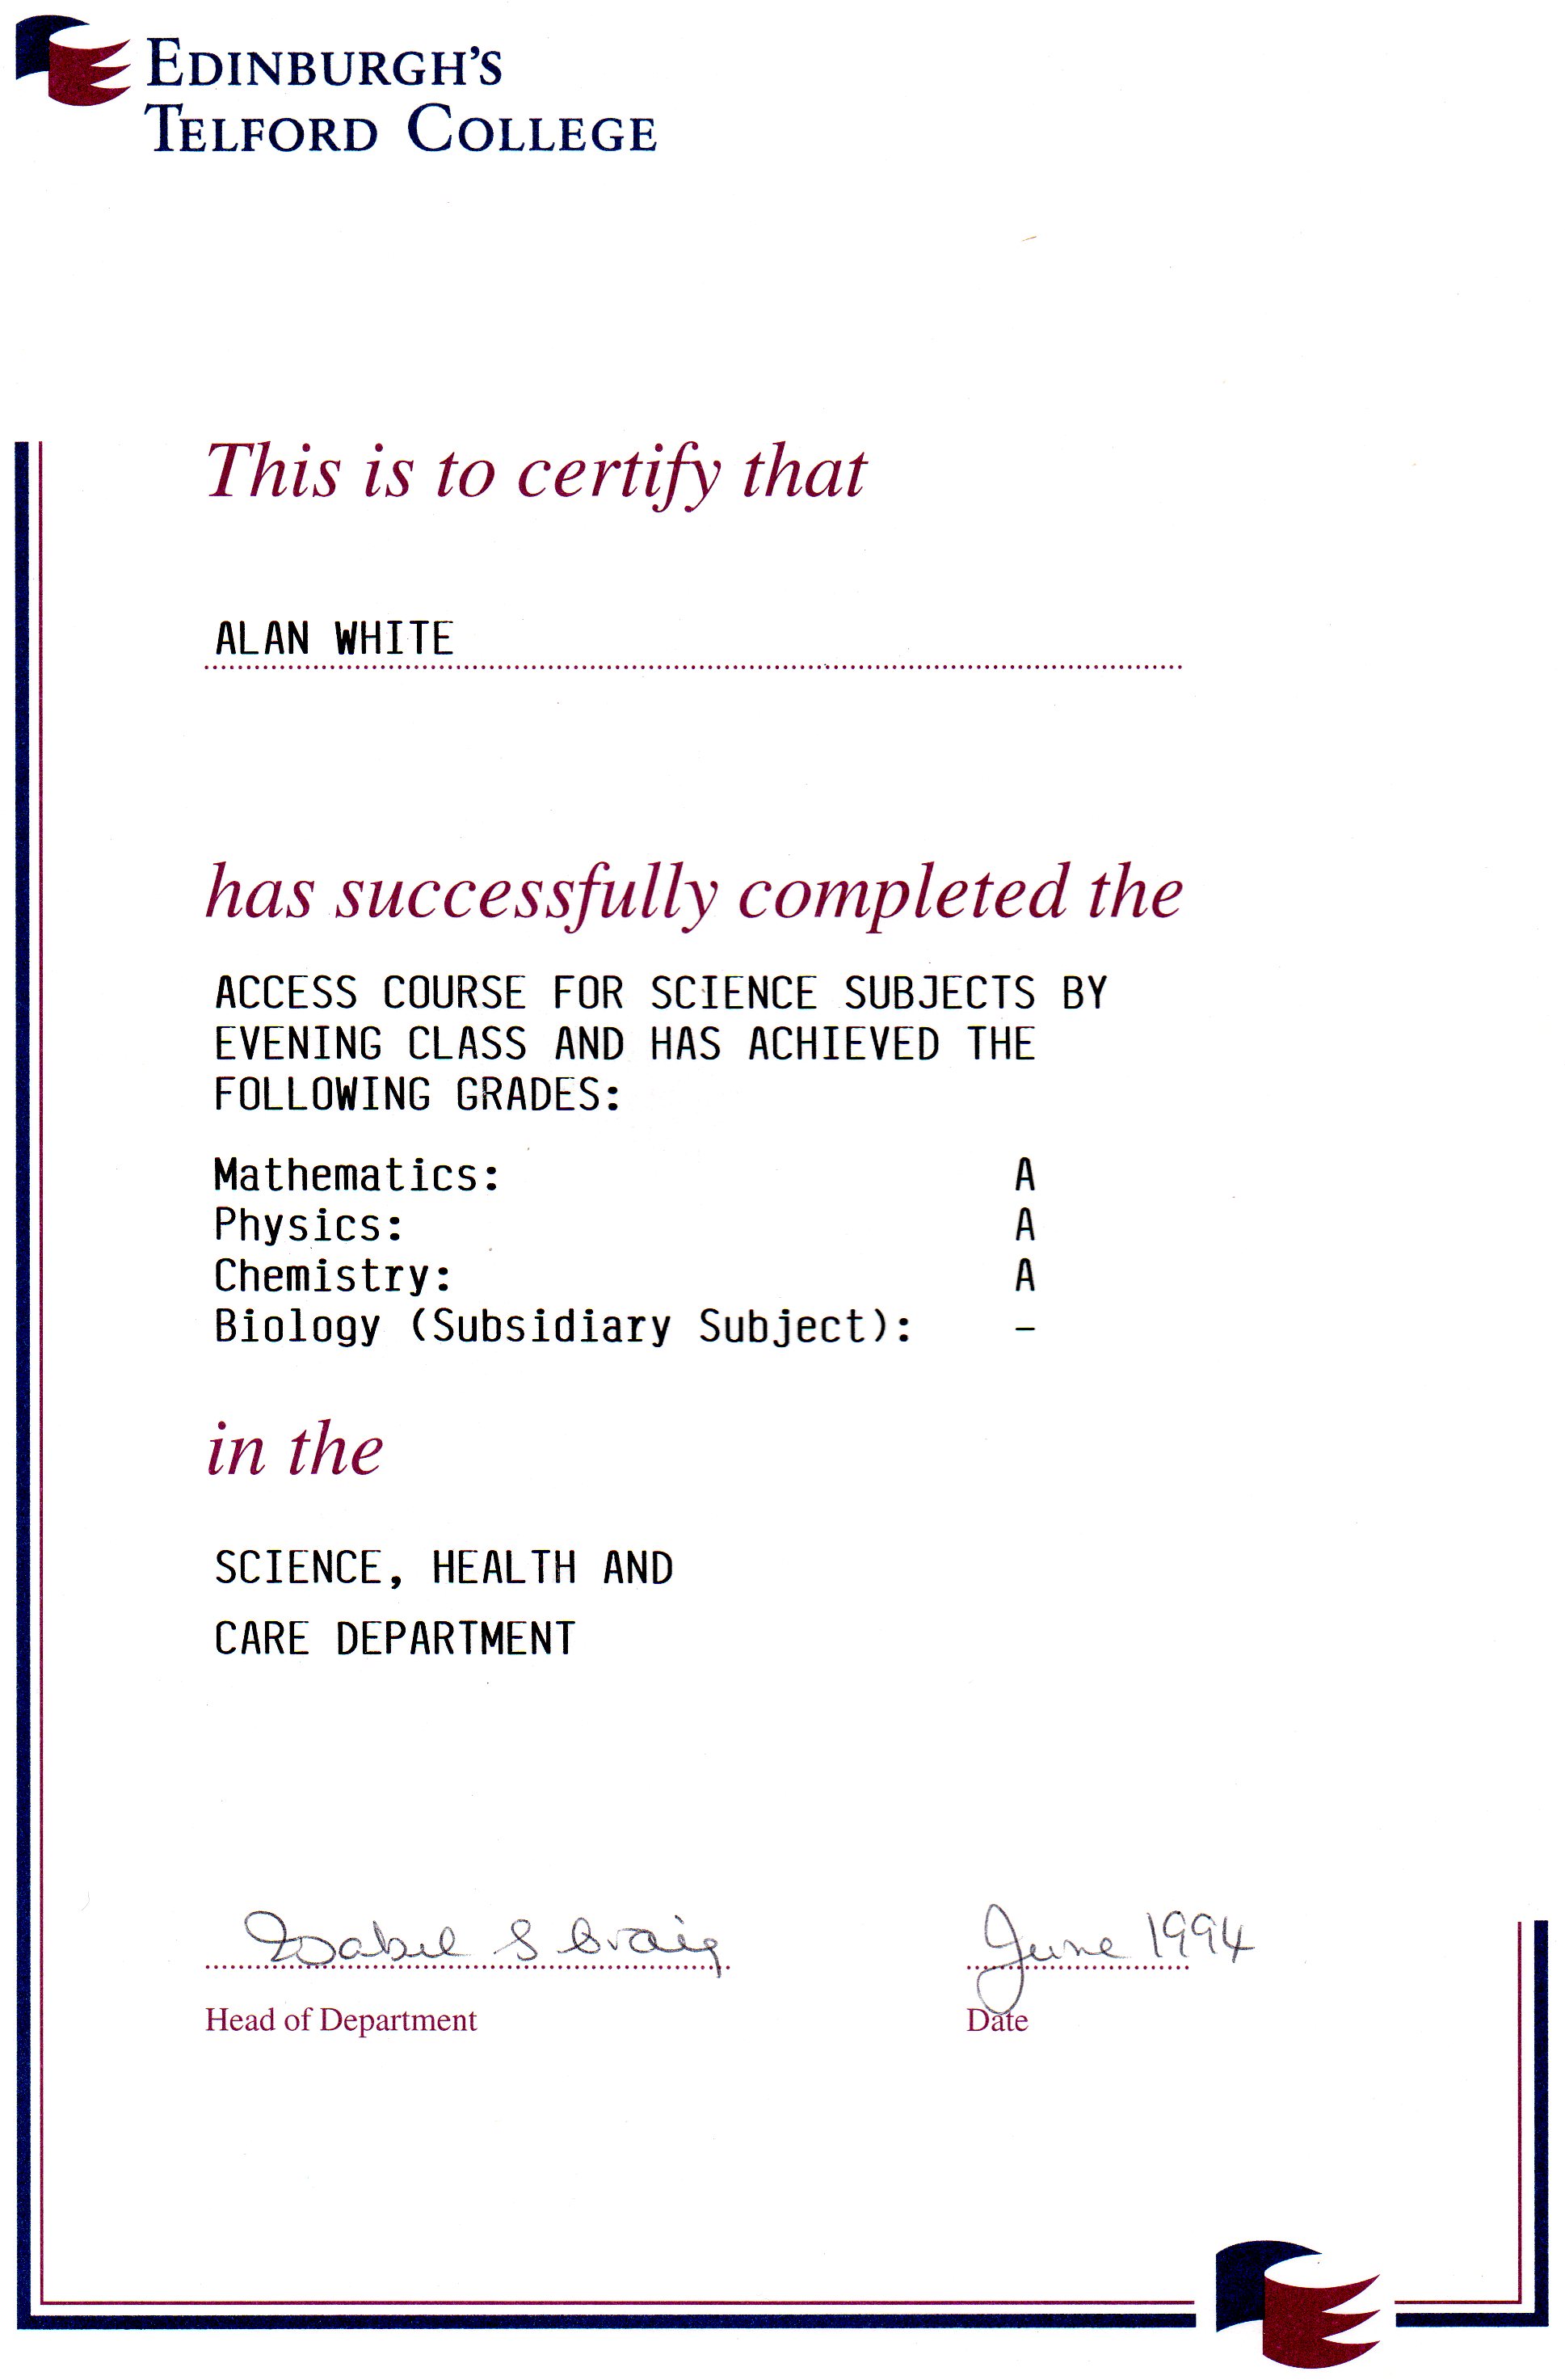 EDINBURGH'S
TELFORD COLLEGE
This is to certify that
ALAN WHITE
has successfully completed the
ACCESS COURSE FOR SCIENCE SUBJECTS BY
EVENING CLASS AND HAS ACHIEVED THE
FOLLOWING GRADES:
Mathematics: A
Physics: A
Chemistry: A
Biology (Subsidiary Subject): –
in the
SCIENCE, HEALTH AND
CARE DEPARTMENT
Isabel S Craig June 1994
Head of Department Date